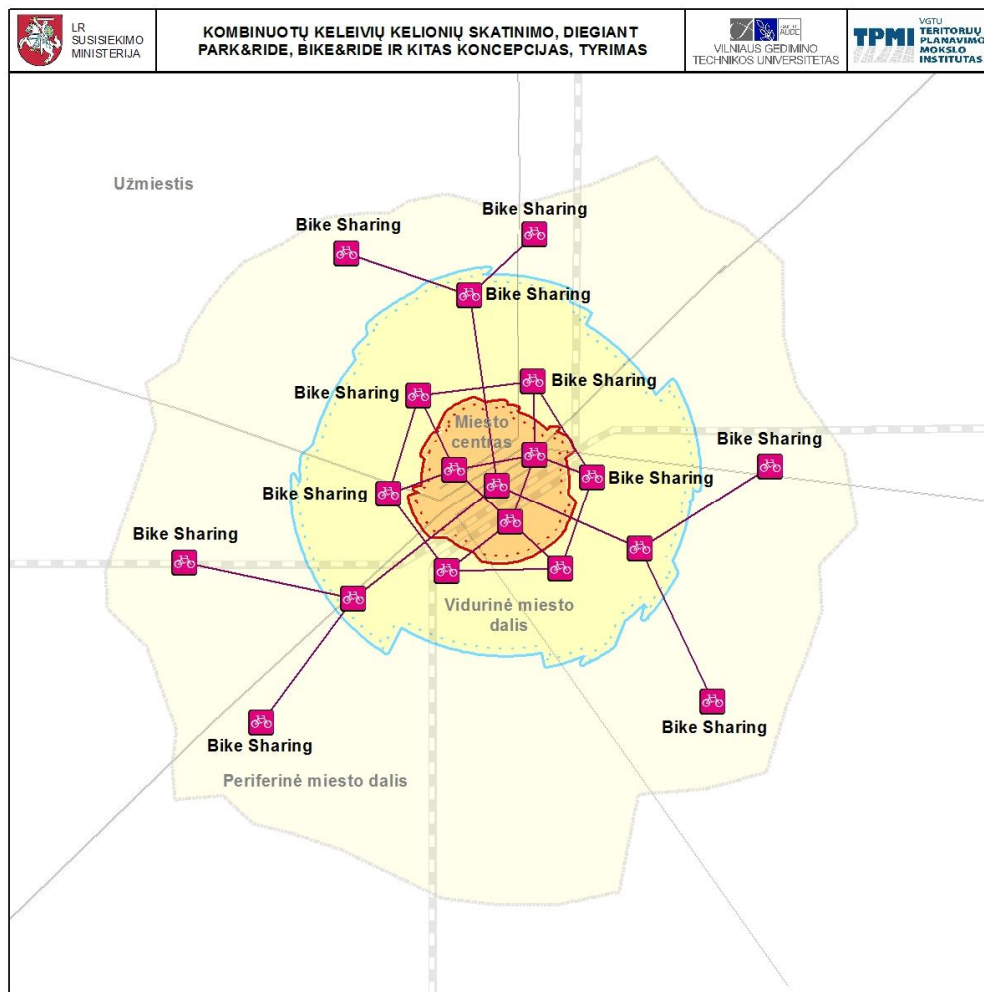 LR
SUSISIEKIMO
MINISTERIJA
KOMBINUOTŲ KELEIVIŲ KELIONIŲ SKATINIMO, DIEGIANT
PARK&RIDE, BIKE&RIDE IR KITAS KONCEPCIJAS, TYRIMAS
VILNIAUS GEDIMINO
TECHNIKOS UNIVERSITETAS
TPMI
VGTU
TERITORIJŲ
PLANAVIMO
MOKSLO
INSTITUTAS
Užmiestis
Bike Sharing
Bike Sharing
Bike Sharing
Bike Sharing
Bike Sharing
Miesto
centras
Bike Sharing
Bike Sharing
Bike Sharing
Bike Sharing
Vidurinė miesto
dalis
Bike Sharing
Bike Sharing
Periferinė miesto dalis